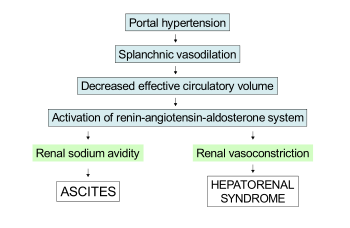 Portal hypertension
Splanchnic vasodilation
Decreased effective circulatory volume
Activation of renin-angiotensin-aldosterone system
Renal sodium avidity
Renal vasoconstriction
ASCITES
HEPATORENAL
SYNDROME